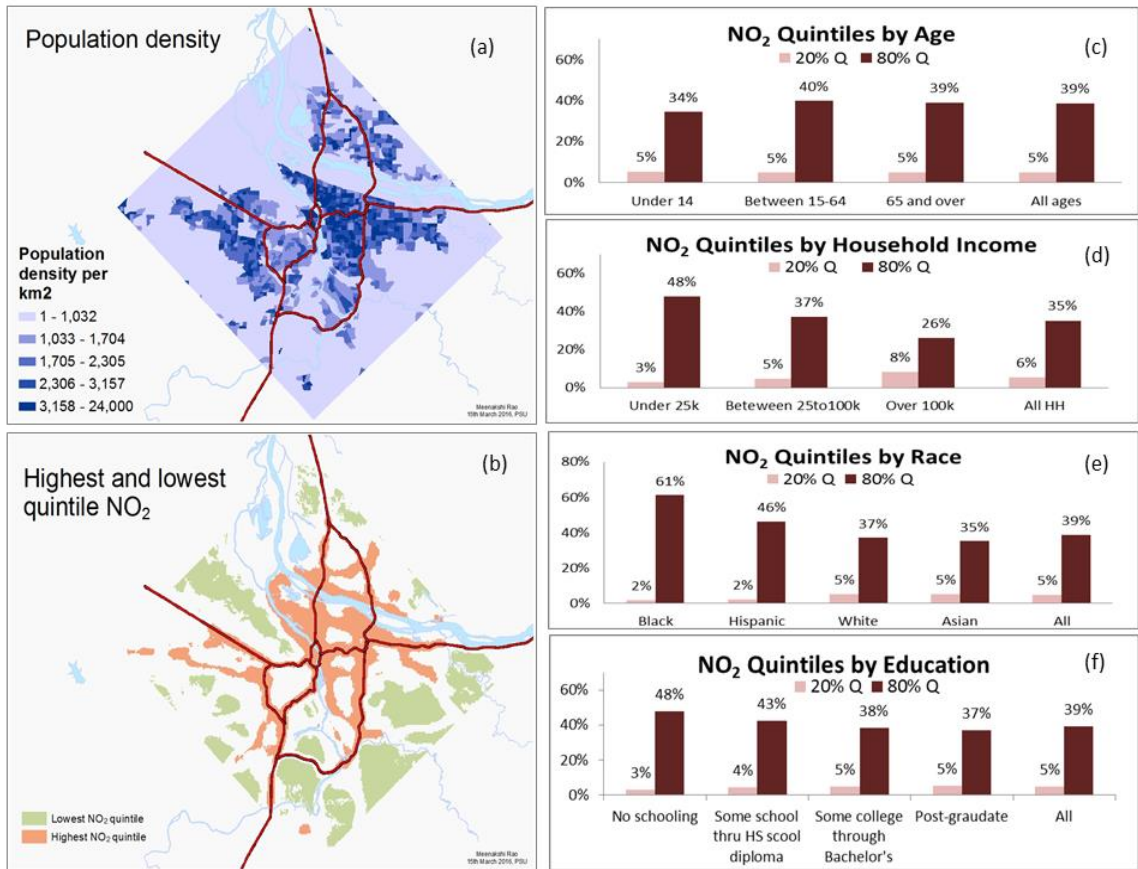 Population density
(a)
Population
density per
km2
1 - 1,032
1,033 - 1,704
1,705 - 2,305
2,306 - 3,157
3,158 - 24,000
Meenakshi Rao
15th March 2016, PSU
Highest and lowest
quintile NO2
(b)
Lowest NO2 quintile
Highest NO2 quintile
Meenakshi Rao
15th March 2016, PSU
NO2 Quintiles by Age
(c)
20% Q 80% Q
60%
40%
20%
0%
5% 34% 5% 40% 5% 39% 5% 39%
Under 14 Between 15-64 65 and over All ages
NO2 Quintiles by Household Income
(d)
20% Q 80% Q
60%
40%
20%
0%
3% 48% 5% 37% 8% 26% 6% 35%
Under 25k Beteween 25to100k Over 100k All HH
NO2 Quintiles by Race
(e)
20% Q 80% Q
80%
60%
40%
20%
0%
2% 61% 2% 46% 5% 37% 5% 35% 5% 39%
Black Hispanic White Asian All
NO2 Quintiles by Education
(f)
20% Q 80% Q
60%
40%
20%
0%
3% 48% 4% 43% 5% 38% 5% 37% 5% 39%
No schooling Some school Some college Post-graudate All
thru HS scool through
diploma Bachelor's